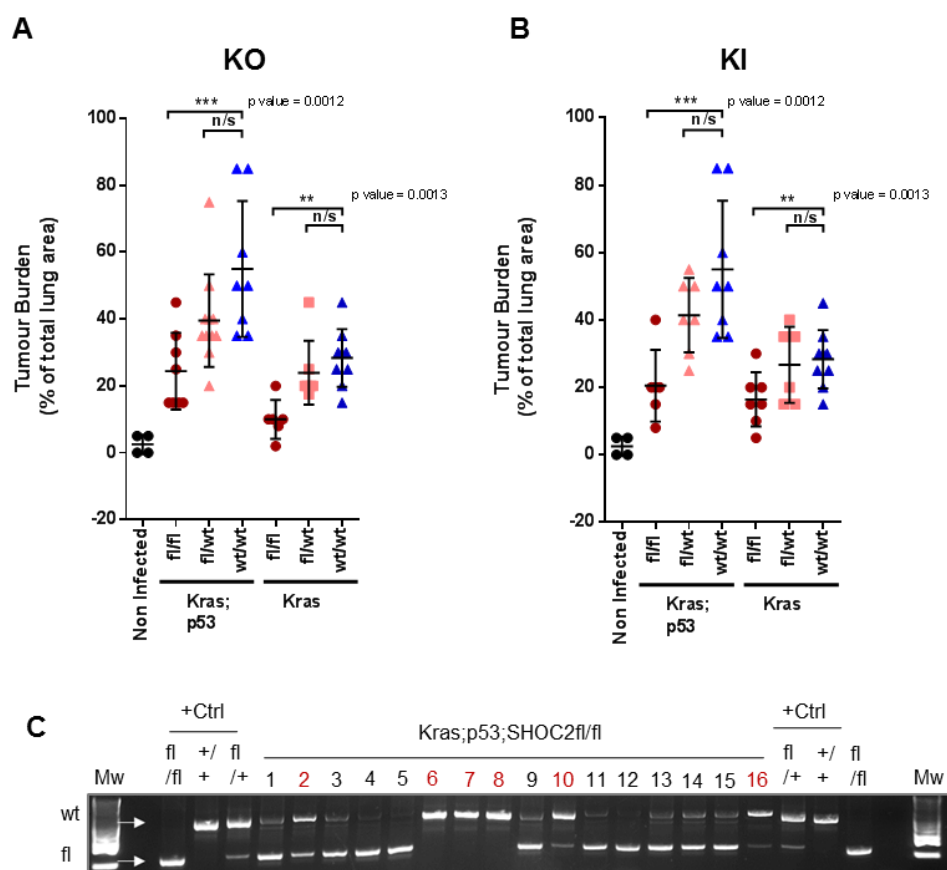 A
KO
*** p value = 0.0012
n/s
** p value = 0.0013
n/s
100
80
60
40
20
0
-20
Tumour Burden
(% of total lung area)
Non Infected
fl/fl
fl/wt
wt/wt
fl/fl
fl/wt
wt/wt
Kras;
p53
Kras
B
KI
*** p value = 0.0012
n/s
** p value = 0.0013
n/s
100
80
60
40
20
0
-20
Tumour Burden
(% of total lung area)
Non Infected
fl/fl
fl/wt
wt/wt
fl/fl
fl/wt
wt/wt
Kras;
p53
Kras
C
+Ctrl Kras;p53;SHOC2fl/fl +Ctrl
fl +/ fl fl +/ fl
Mw /fl + /+ 1 2 3 4 5 6 7 8 9 10 11 12 13 14 15 16 /+ + /fl Mw
wt
fl